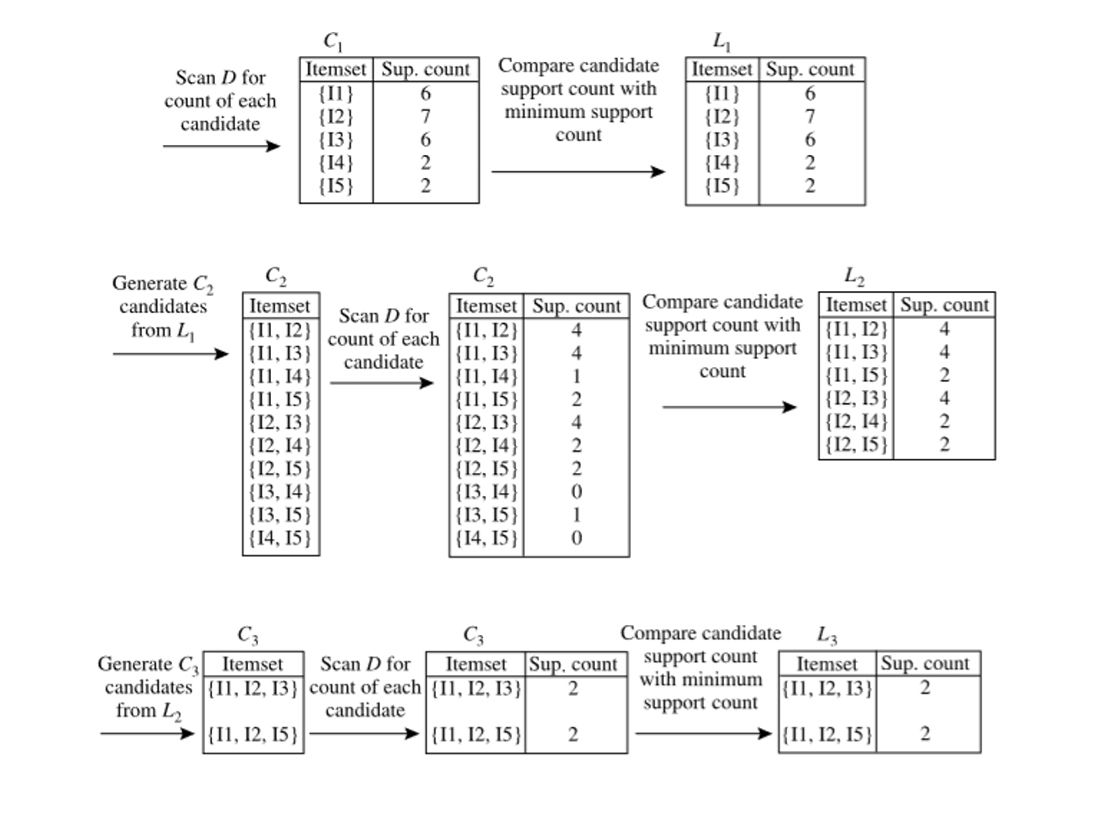 C1
L1
Scan D for
count of each
candidate
Itemset Sup. count
{I1} 6
{I2} 7
{I3} 6
{I4} 2
{I5} 2
Compare candidate
support count with
minimum support
count
Itemset Sup. count
{I1} 6
{I2} 7
{I3} 6
{I4} 2
{I5} 2
Generate C2
candidates
from L1
C2
Itemset
{I1, I2}
{I1, I3}
{I1, I4}
{I1, I5}
{I2, I3}
{I2, I4}
{I2, I5}
{I3, I4}
{I3, I5}
{I4, I5}
Scan D for
count of each
candidate
C2
Itemset Sup. count
{I1, I2} 4
{I1, I3} 4
{I1, I4} 1
{I1, I5} 2
{I2, I3} 4
{I2, I4} 2
{I2, I5} 2
{I3, I4} 0
{I3, I5} 1
{I4, I5} 0
Compare candidate
support count with
minimum support
count
L2
Itemset Sup. count
{I1, I2} 4
{I1, I3} 4
{I1, I5} 2
{I2, I3} 4
{I2, I4} 2
{I2, I5} 2
Generate C3
candidates
from L2
C3
Itemset
{I1, I2, I3}
{I1, I2, I5}
Scan D for
count of each
candidate
C3
Itemset Sup. count
{I1, I2, I3} 2
{I1, I2, I5} 2
Compare candidate
support count
with minimum
support count
L3
Itemset Sup. count
{I1, I2, I3} 2
{I1, I2, I5} 2